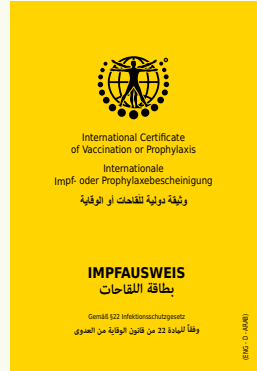 International Certificate
of Vaccination or Prophylaxis
Internationale
Impf- oder Prophylaxebescheinigung
وثيقة دولية للقاحات أو الوقاية
IMPFAUSWEIS
بطاقة اللقاحات
Gemäß §22 Infektionsschutzgesetz
وفقاً للمادة 22 من قانون الوقاية من العدوى
(ENG - D - ARAB)